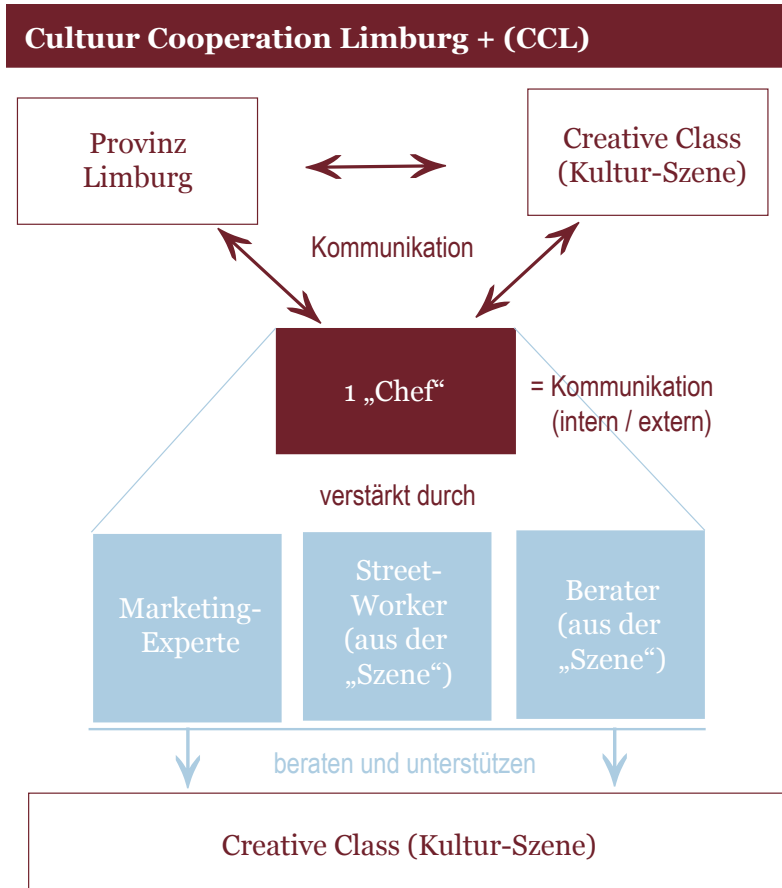 Cultuur Cooperation Limburg + (CCL)
Provinz
Limburg
Creative Class
(Kultur-Szene)
Kommunikation
1 „Chef“
= Kommunikation
(intern / extern)
verstärkt durch
Marketing-
Experte
Street-
Worker
(aus der
„Szene“)
Berater
(aus der
„Szene“)
beraten und unterstützen
Creative Class (Kultur-Szene)